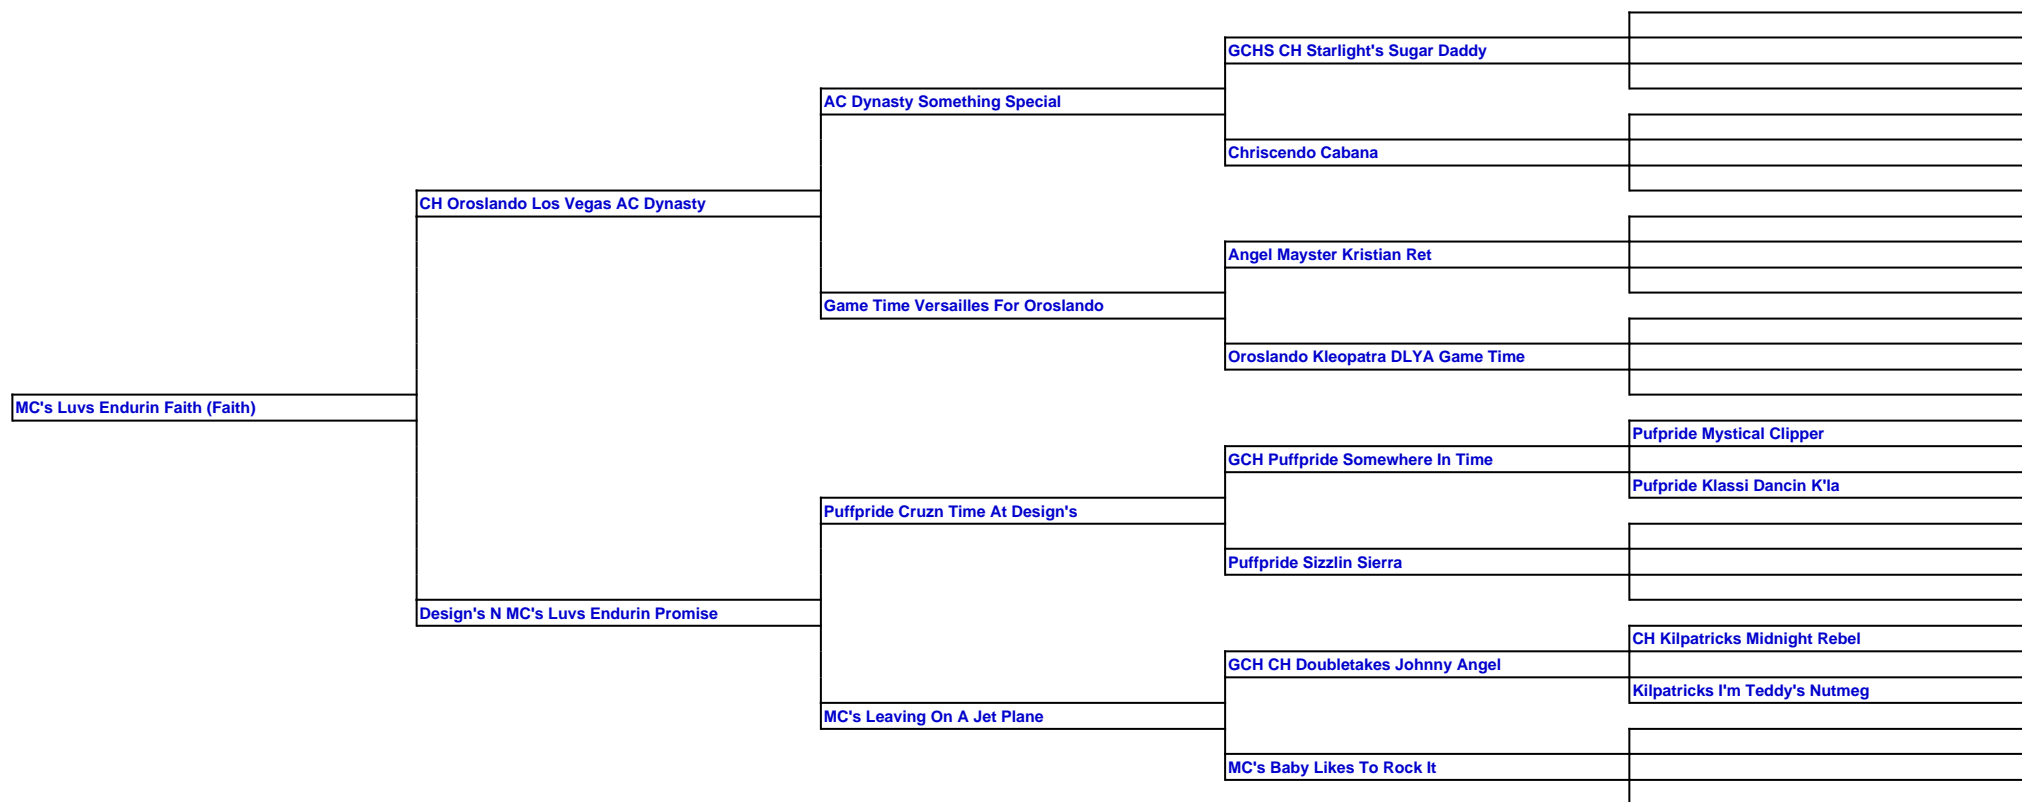 GCHS CH Starlight's Sugar Daddy
AC Dynasty Something Special
Chriscendo Cabana
CH Oroslando Los Vegas AC Dynasty
Angel Mayster Kristian Ret
Game Time Versailles For Oroslando
Oroslando Kleopatra DLYA Game Time
MC's Luvs Endurin Faith (Faith)
Pufpride Mystical Clipper
GCH Puffpride Somewhere In Time
Pufpride Klassi Dancin K'la
Puffpride Cruzn Time At Design's
Puffpride Sizzlin Sierra
Design's N MC's Luvs Endurin Promise
CH Kilpatricks Midnight Rebel
GCH CH Doubletakes Johnny Angel
Kilpatricks I'm Teddy's Nutmeg
MC's Leaving On A Jet Plane
MC's Baby Likes To Rock It